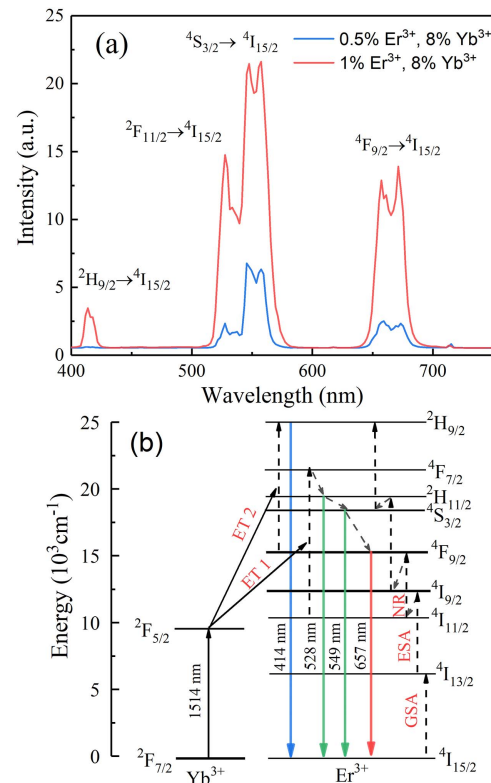 (a)
⁴S₃/₂→ ⁴I₁₅/₂
0.5% Er³⁺, 8% Yb³⁺
1% Er³⁺, 8% Yb³⁺
²F₁₁/₂→⁴I₁₅/₂
⁴F₉/₂→⁴I₁₅/₂
²H₉/₂→⁴I₁₅/₂
Intensity (a.u.)
25
20
15
10
5
0
400
500
600
700
Wavelength (nm)
(b)
Energy (10³cm⁻¹)
25
20
15
10
5
0
²H₉/₂
⁴F₇/₂
²H₁₁/₂
⁴S₃/₂
⁴F₉/₂
⁴I₉/₂
⁴I₁₁/₂
⁴I₁₃/₂
⁴I₁₅/₂
ET 2
ET 1
²F₅/₂
²F₇/₂
1514 nm
414 nm
528 nm
549 nm
657 nm
NR
ESA
GSA
Yb³⁺
Er³⁺